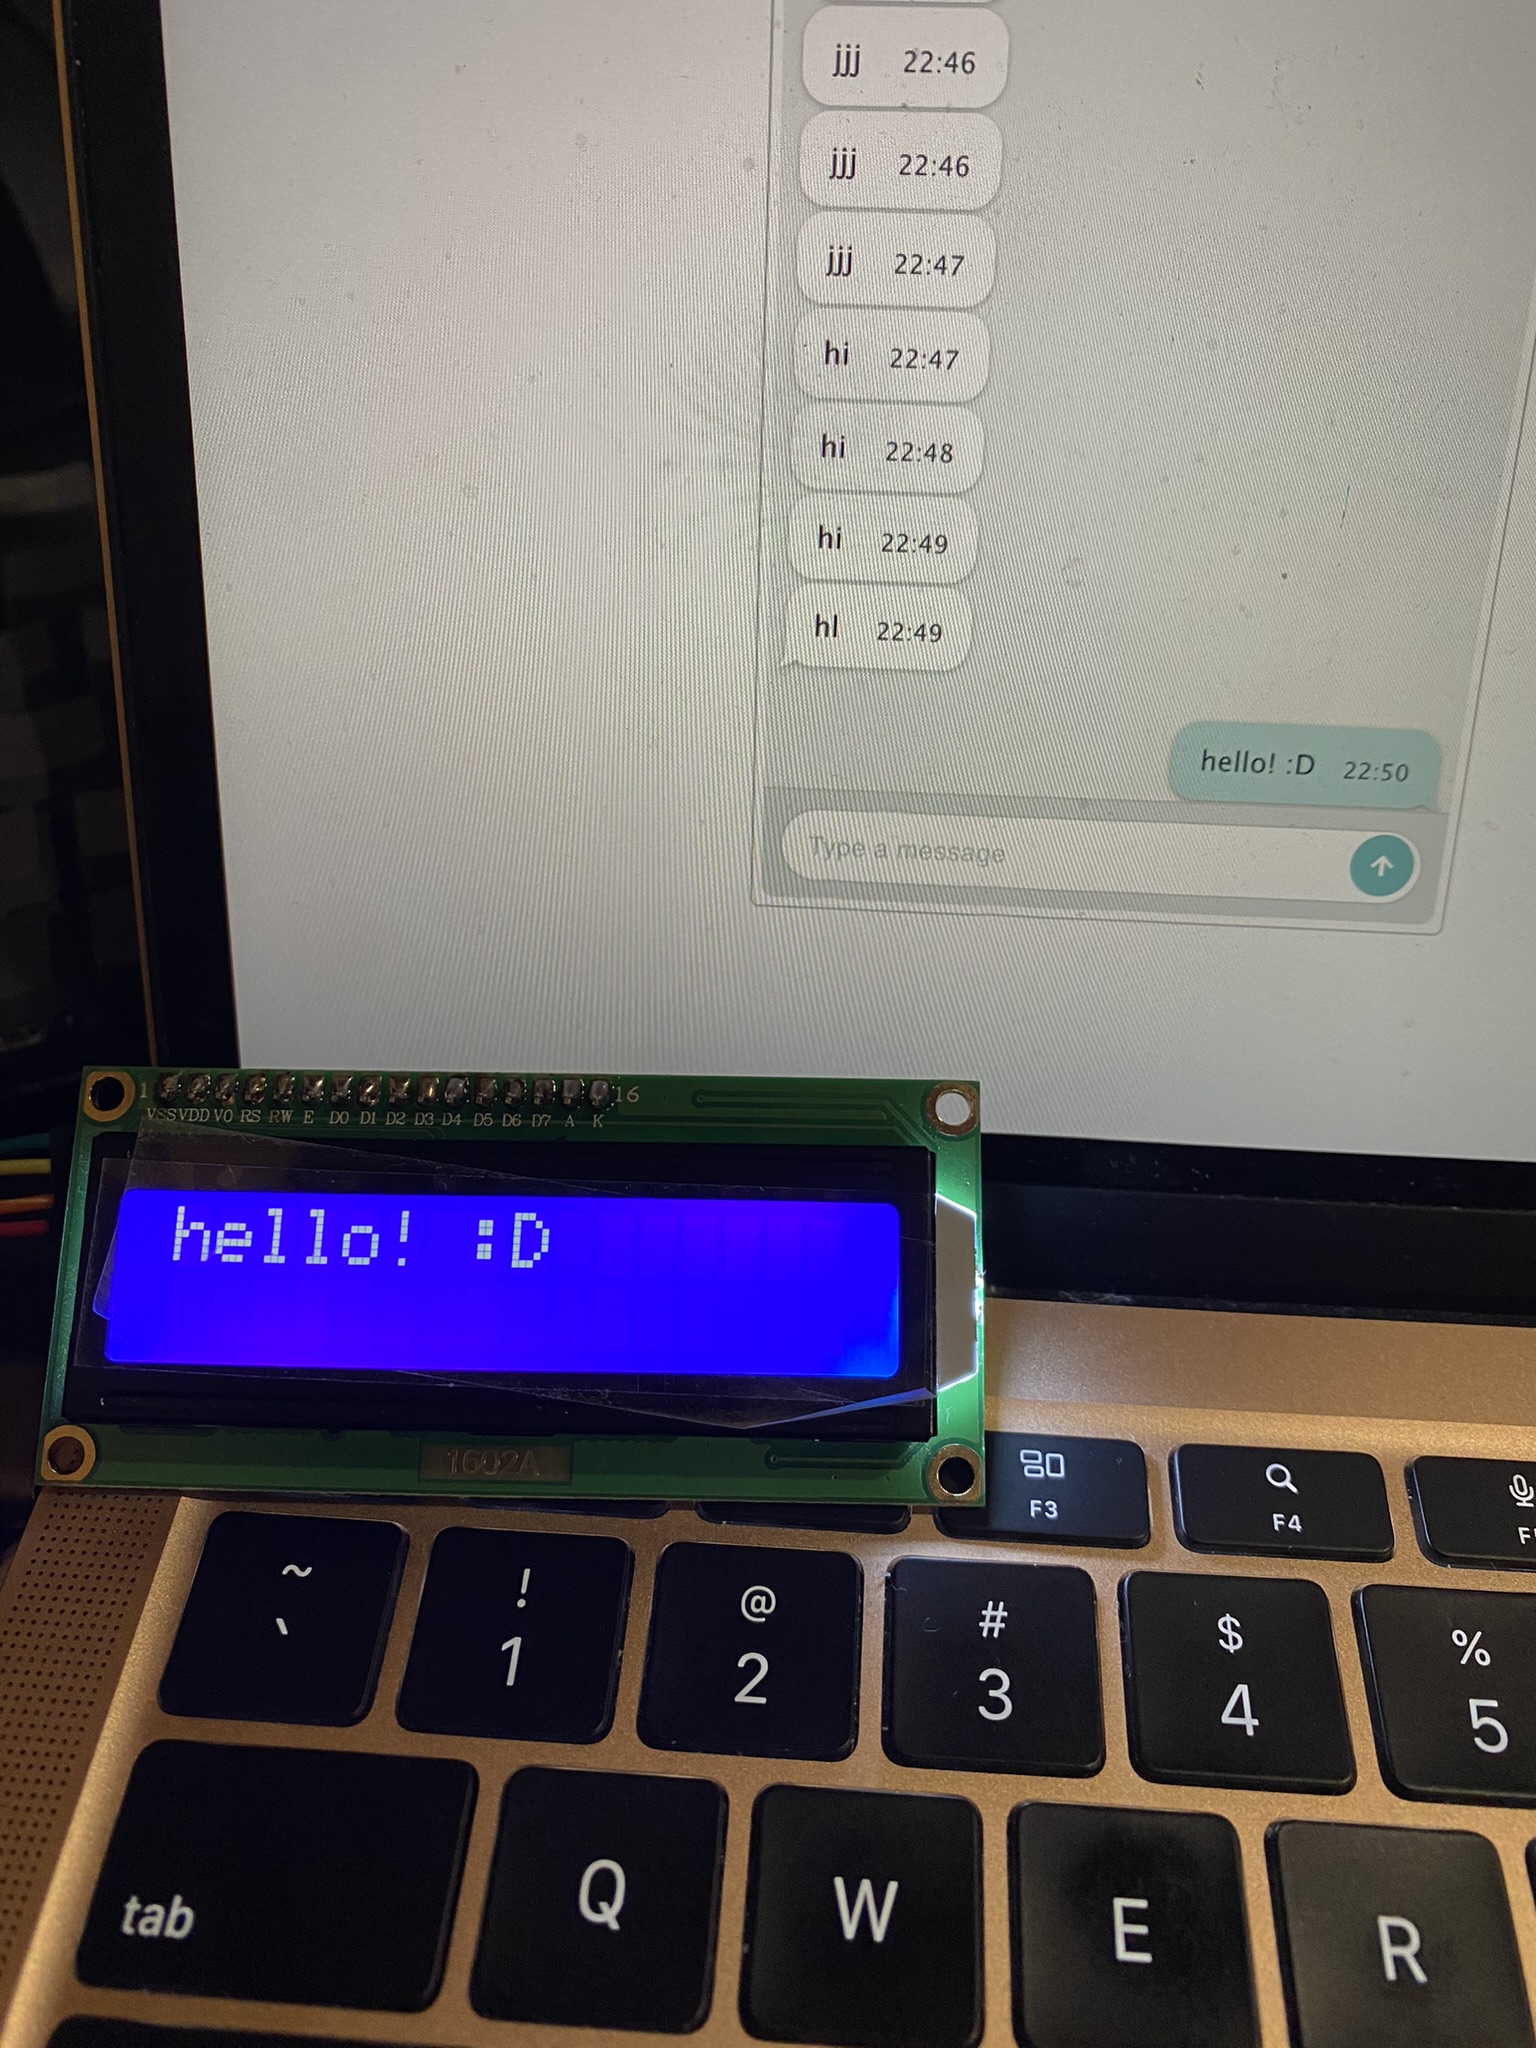 jjj 22:46
jjj 22:46
jjj 22:47
hi 22:47
hi 22:48
hi 22:49
hI 22:49
hello! :D 22:50
Type a message
1 16
VSS VDD V0 RS RW E D0 D1 D2 D3 D4 D5 D6 D7 A K
hello! :D
1602A
F3
F4
~
`
!
1
@
2
#
3
$
4
%
5
tab
Q
W
E
R